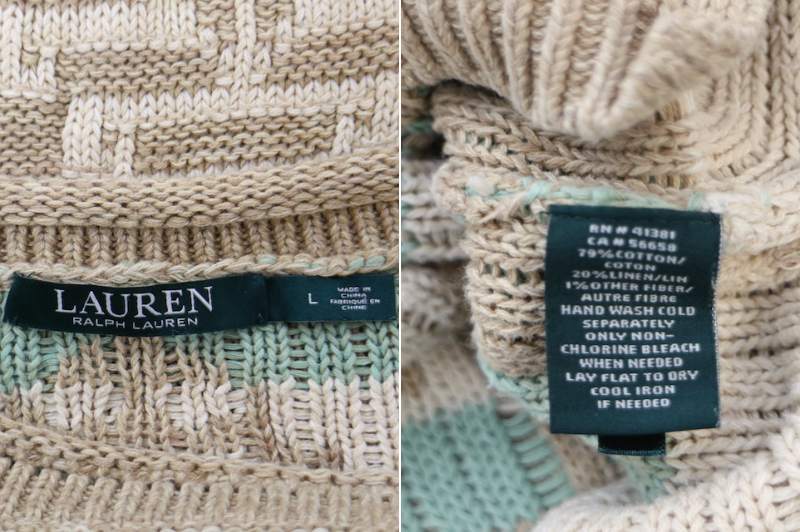 LAUREN
RALPH LAUREN
L
MADE IN
CHINA
FABRIQUÉ EN
CHINE
RN # 41381
CA # 56658
79% COTTON/
COTON
20% LINEN/LIN
1% OTHER FIBER/
AUTRE FIBRE
HAND WASH COLD
SEPARATELY
ONLY NON-
CHLORINE BLEACH
WHEN NEEDED
LAY FLAT TO DRY
COOL IRON
IF NEEDED